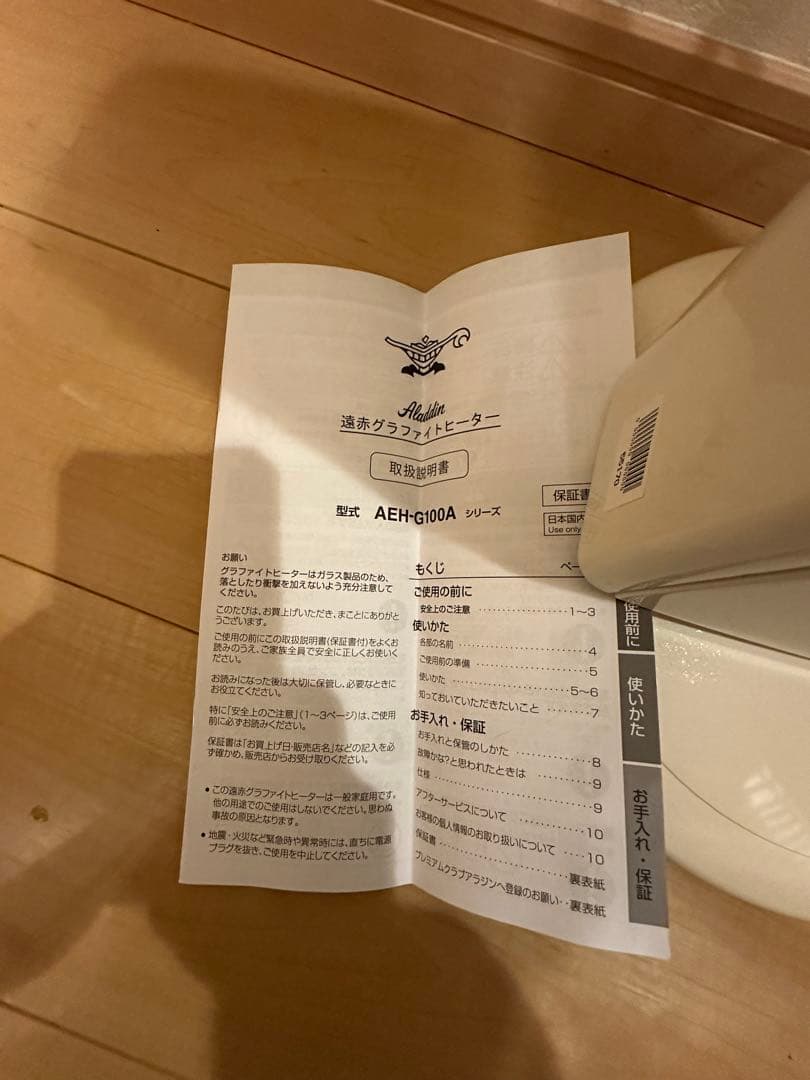 Aladdin
遠赤グラファイトヒーター
取扱説明書
型式 AEH-G100A シリーズ
保証書
日本国内
Use only
お願い
グラファイトヒーターはガラス製品のため、
落としたり衝撃を加えないよう充分注意して
ください。
このたびは、お買上げいただき、まことにありがと
うございます。
ご使用の前にこの取扱説明書(保証書付)をよくお
読みのうえ、ご家族全員で安全に正しくお使いく
ださい。
お読みになった後は大切に保管し、必要なときに
お役立てください。
特に「安全上のご注意」(1〜3ページ)は、ご使用
前に必ずお読みください。
保証書は「お買上げ日・販売店名」などの記入を必
ず確かめ、販売店からお受け取りください。
● この遠赤グラファイトヒーターは一般家庭用です。
他の用途でのご使用はしないでください。思わぬ
事故の原因となります。
● 地震・火災など緊急時や異常時には、直ちに電源
プラグを抜き、ご使用を中止してください。
もくじ ペー
ご使用の前に
安全上のご注意 ・・・・・・・・・・・・・・・・・1〜3
使いかた
各部の名前 ・・・・・・・・・・・・・・・・・・・・4
ご使用前の準備 ・・・・・・・・・・・・・・・・・5
使いかた ・・・・・・・・・・・・・・・・・・5〜6
知っておいていただきたいこと ・・・・・・・・7
お手入れ・保証
お手入れと保管のしかた ・・・・・・・・・・・・8
故障かな?と思われたときは ・・・・・・・・・・9
仕様 ・・・・・・・・・・・・・・・・・・・・・・・9
アフターサービスについて ・・・・・・・・・・10
お客様の個人情報のお取り扱いについて ・・・・10
保証書 ・・・・・・・・・・・・・・・・・・・裏表紙
プレミアムクラブアラジンへ登録のお願い・・裏表紙
使用前に
使いかた
お手入れ・保証
55170